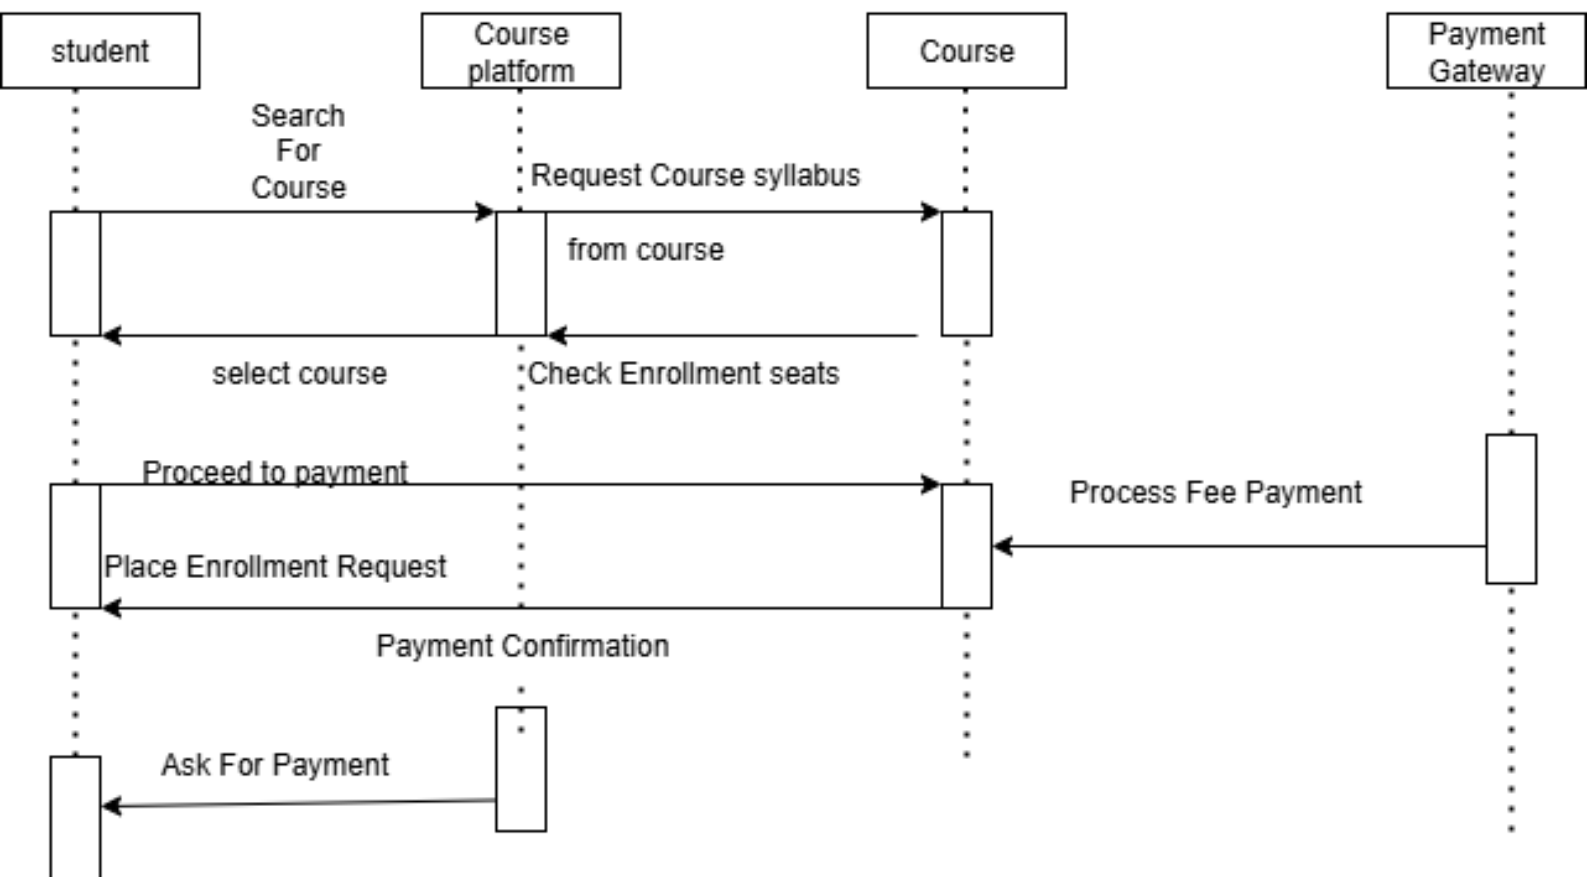 student
Course
platform
Course
Payment
Gateway
Search
For
Course
Request Course syllabus
from course
select course
Check Enrollment seats
Proceed to payment
Process Fee Payment
Place Enrollment Request
Payment Confirmation
Ask For Payment